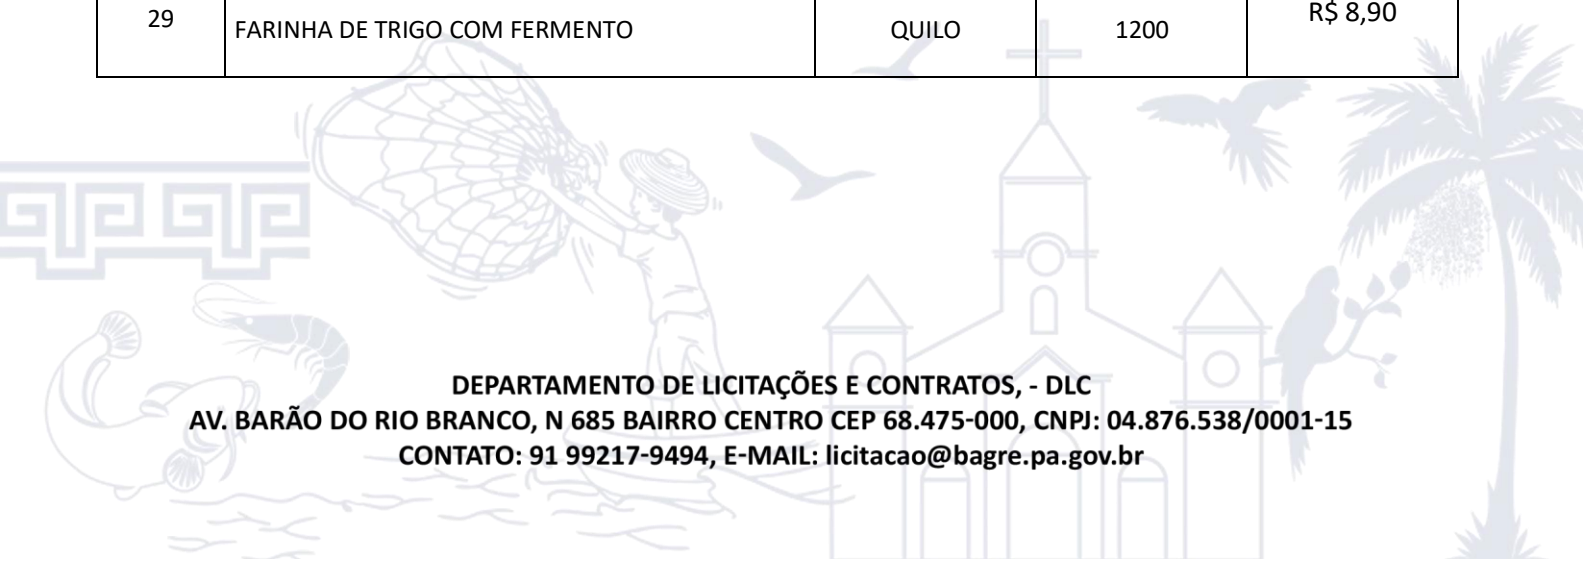 29 FARINHA DE TRIGO COM FERMENTO QUILO 1200 R$ 8,90
DEPARTAMENTO DE LICITAÇÕES E CONTRATOS, - DLC
AV. BARÃO DO RIO BRANCO, N 685 BAIRRO CENTRO CEP 68.475-000, CNPJ: 04.876.538/0001-15
CONTATO: 91 99217-9494, E-MAIL: licitacao@bagre.pa.gov.br